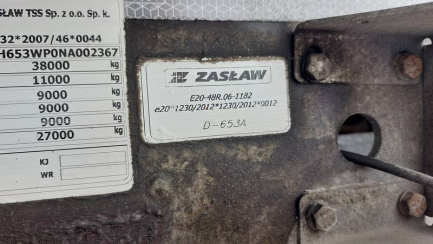 SŁAW TSS Sp. z o.o. Sp. k.
32*2007/46*0044
H653WP0NA002367
38000 kg
11000 kg
9000 kg
9000 kg
9000 kg
27000 kg
KJ
WR
ZASŁAW
E20-48R.06-1182
e20*1230/2012*1230/2012*0012
D-653A